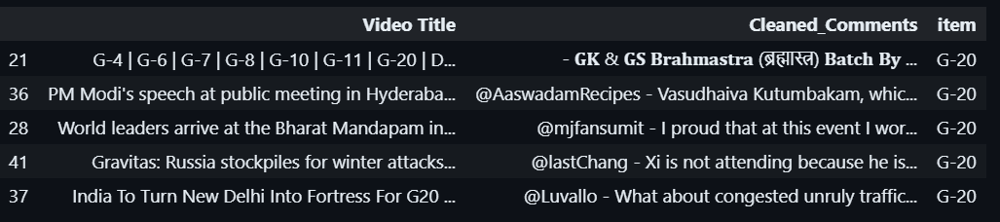 Video Title Cleaned_Comments item
21 G-4 | G-6 | G-7 | G-8 | G-10 | G-11 | G-20 | D... - GK & GS Brahmastra (ब्रह्मास्त्र) Batch By ... G-20
36 PM Modi's speech at public meeting in Hyderaba... @AaswadamRecipes - Vasudhaiva Kutumbakam, whic... G-20
28 World leaders arrive at the Bharat Mandapam in... @mjfansumit - I proud that at this event I wor... G-20
41 Gravitas: Russia stockpiles for winter attacks... @lastChang - Xi is not attending because he is... G-20
37 India To Turn New Delhi Into Fortress For G20 ... @Luvallo - What about congested unruly traffic... G-20